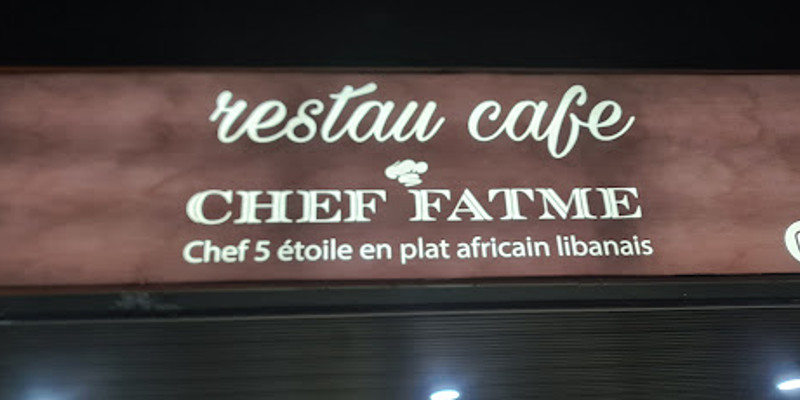 restau cafe
CHEF FATME
Chef 5 étoile en plat africain libanais